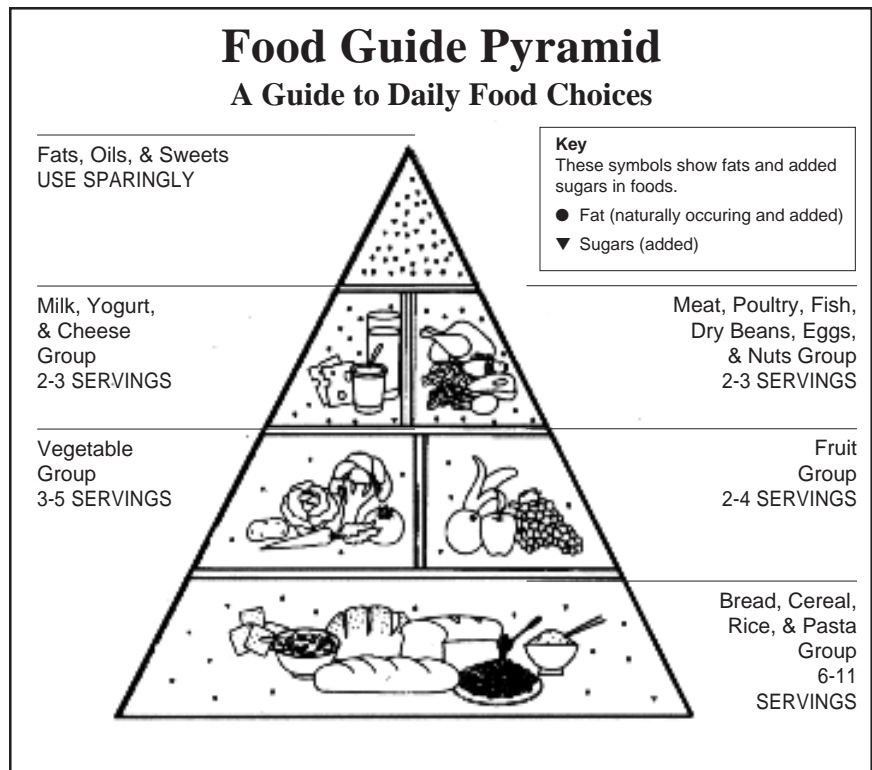 Food Guide Pyramid
A Guide to Daily Food Choices
Fats, Oils, & Sweets
USE SPARINGLY
Key
These symbols show fats and added
sugars in foods.
● Fat (naturally occuring and added)
▼ Sugars (added)
Milk, Yogurt,
& Cheese
Group
2-3 SERVINGS
Meat, Poultry, Fish,
Dry Beans, Eggs,
& Nuts Group
2-3 SERVINGS
Vegetable
Group
3-5 SERVINGS
Fruit
Group
2-4 SERVINGS
Bread, Cereal,
Rice, & Pasta
Group
6-11
SERVINGS